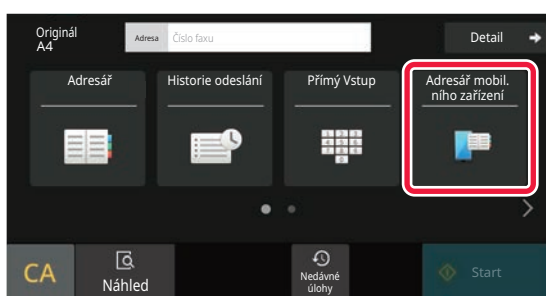 Originál
A4
Adresa
Číslo faxu
Detail
Adresář
Historie odeslání
Přímý Vstup
Adresář mobil.
ního zařízení
CA
Náhled
Nedávné
úlohy
Start